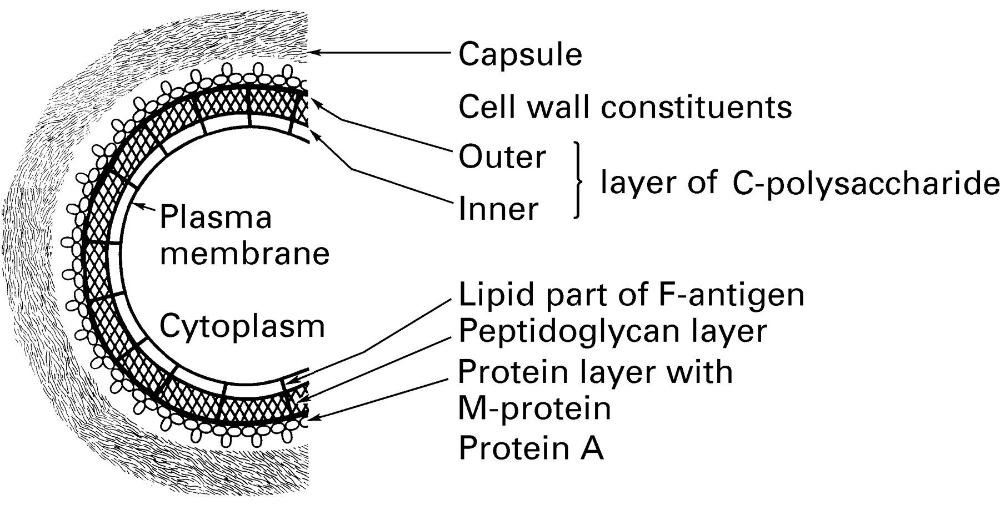 Capsule
Cell wall constituents
Outer
layer of C-polysaccharide
Inner
Plasma
membrane
Cytoplasm
Lipid part of F-antigen
Peptidoglycan layer
Protein layer with
M-protein
Protein A